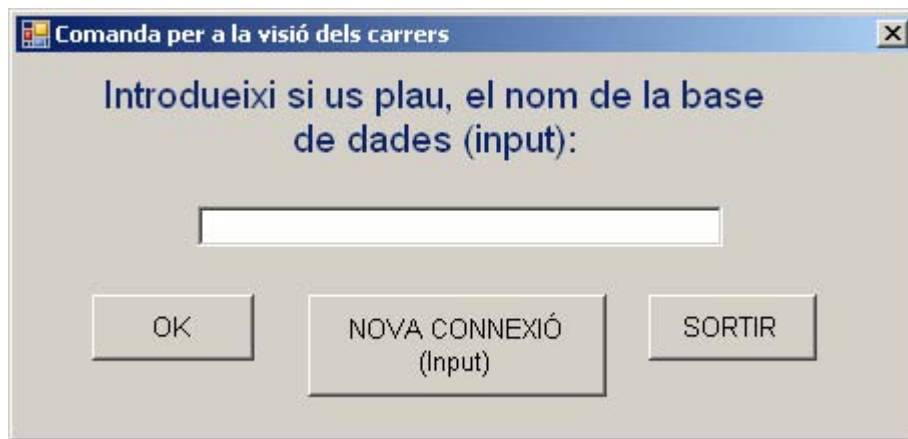 Comanda per a la visió dels carrers
Introdueixi si us plau, el nom de la base
de dades (input):
OK
NOVA CONNEXIÓ
(Input)
SORTIR